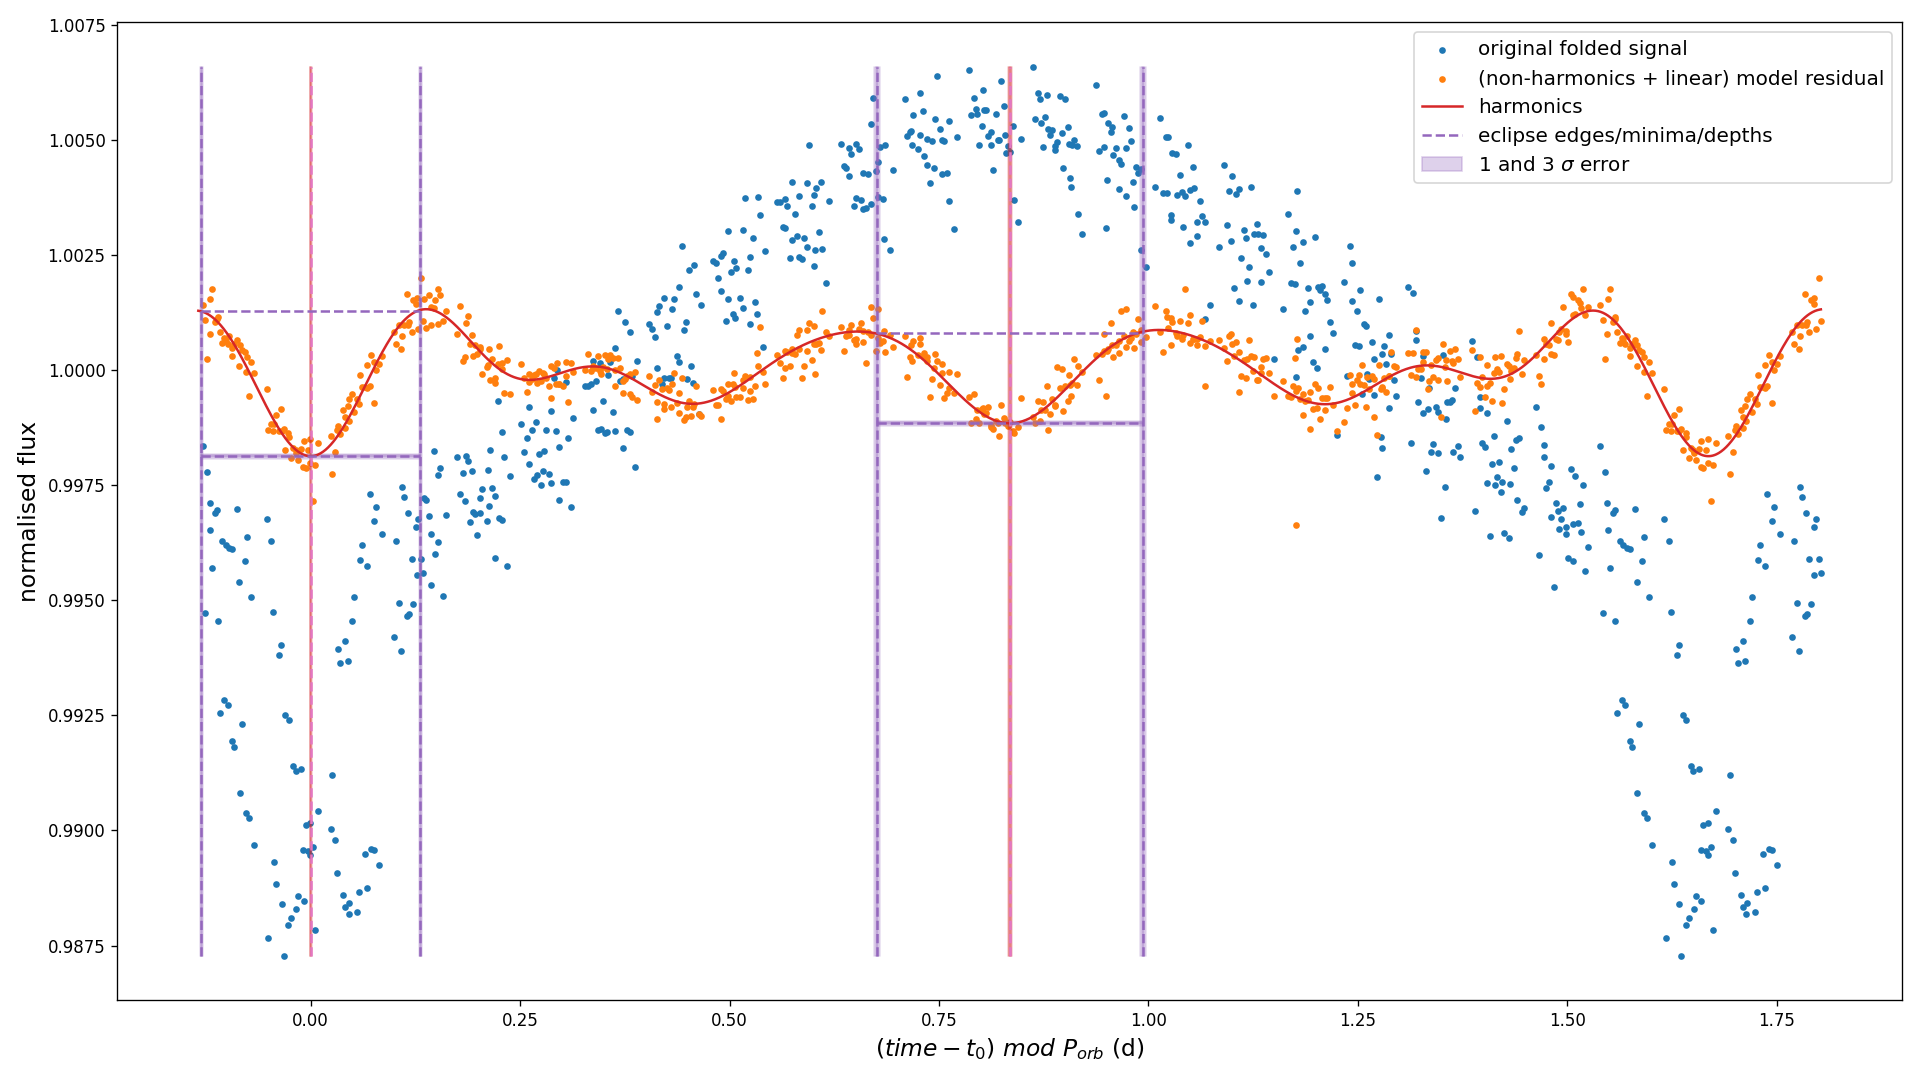 1.0075
1.0050
1.0025
1.0000
0.9975
0.9950
0.9925
0.9900
0.9875
normalised flux
original folded signal
(non-harmonics + linear) model residual
harmonics
eclipse edges/minima/depths
1 and 3 σ error
0.00 0.25 0.50 0.75 1.00 1.25 1.50 1.75
(time − t₀) mod Pₒᵣb (d)